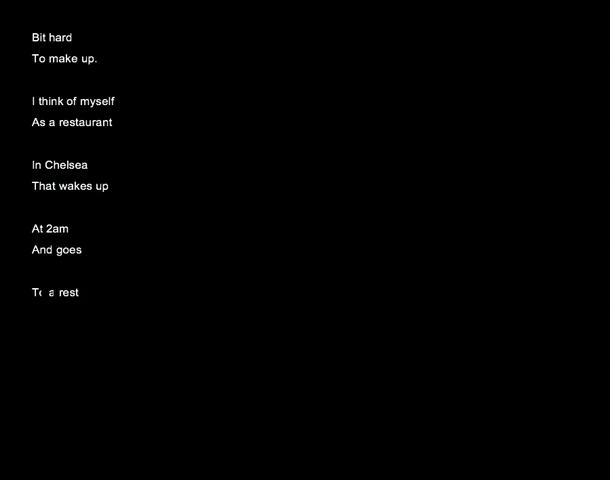 Bit hard
To make up.
I think of myself
As a restaurant
In Chelsea
That wakes up
At 2am
And goes
To a rest